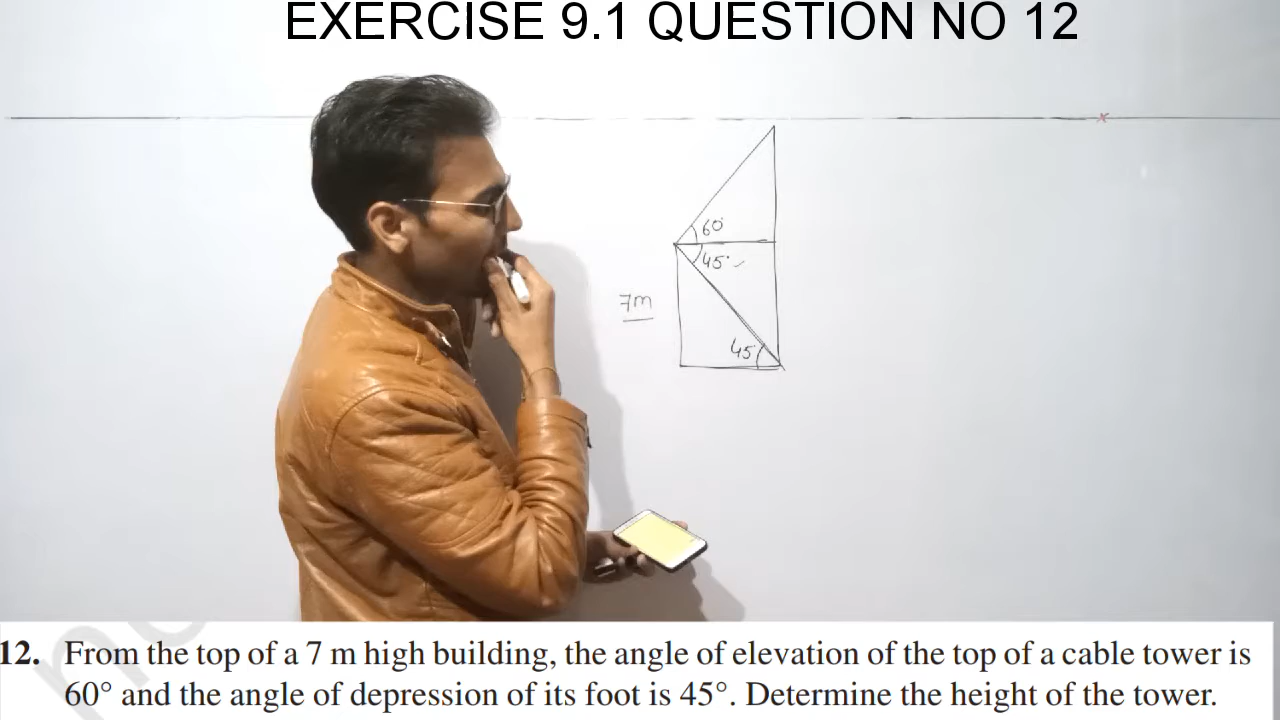 EXERCISE 9.1 QUESTION NO 12
60°
45°
7m
45
12. From the top of a 7 m high building, the angle of elevation of the top of a cable tower is
60° and the angle of depression of its foot is 45°. Determine the height of the tower.